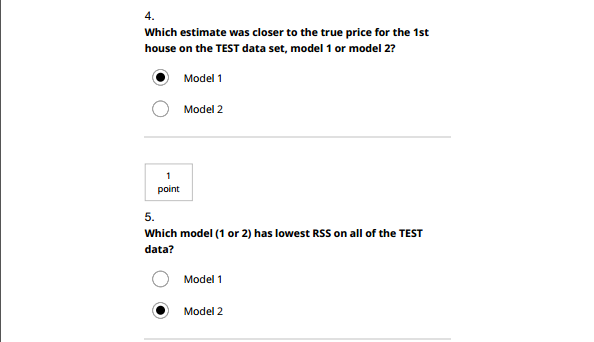 4.
Which estimate was closer to the true price for the 1st
house on the TEST data set, model 1 or model 2?
Model 1
Model 2
1
point
5.
Which model (1 or 2) has lowest RSS on all of the TEST
data?
Model 1
Model 2